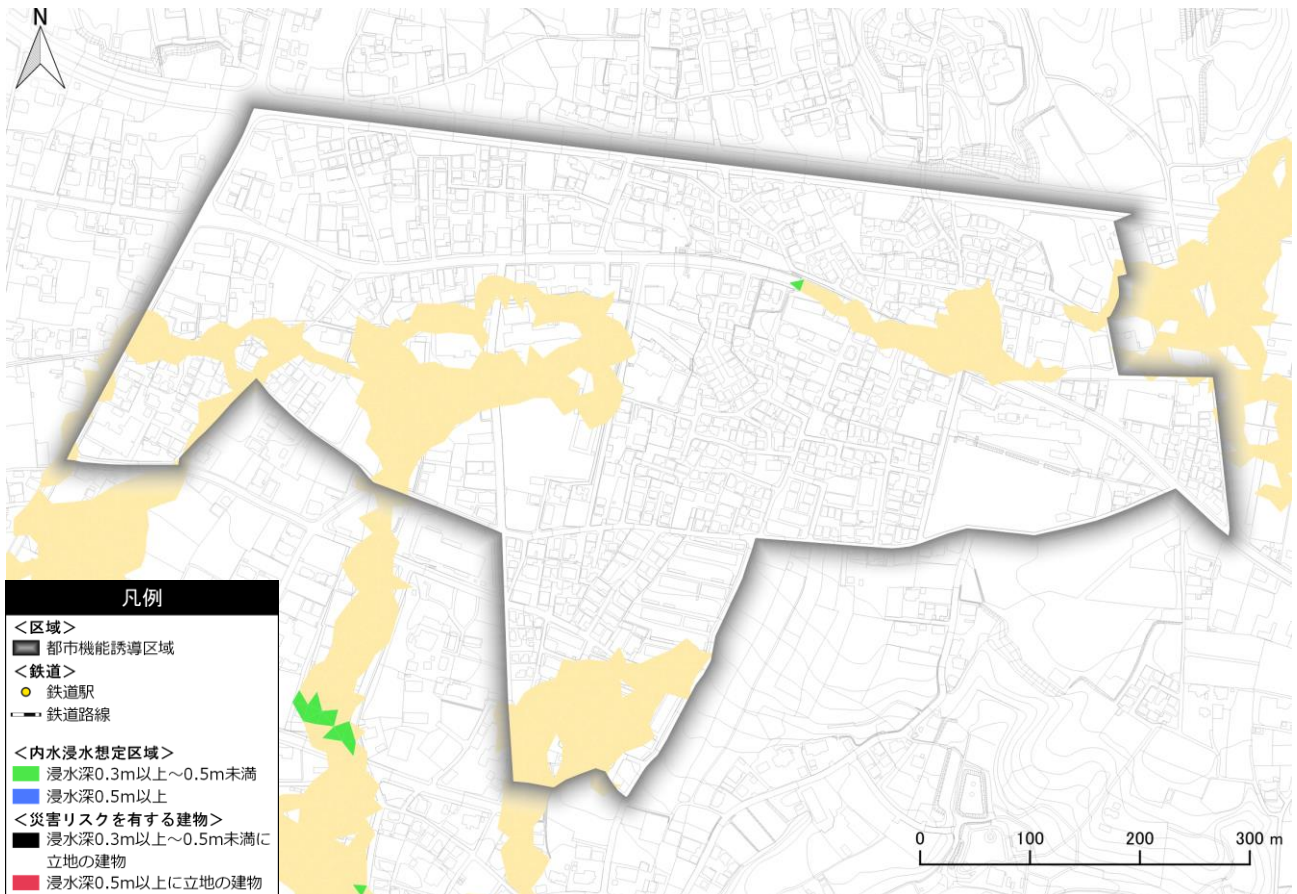 N
凡例
<区域>
都市機能誘導区域
<鉄道>
鉄道駅
鉄道路線
<内水浸水想定区域>
浸水深0.3m以上~0.5m未満
浸水深0.5m以上
<災害リスクを有する建物>
浸水深0.3m以上~0.5m未満に
立地の建物
浸水深0.5m以上に立地の建物
0 100 200 300 m